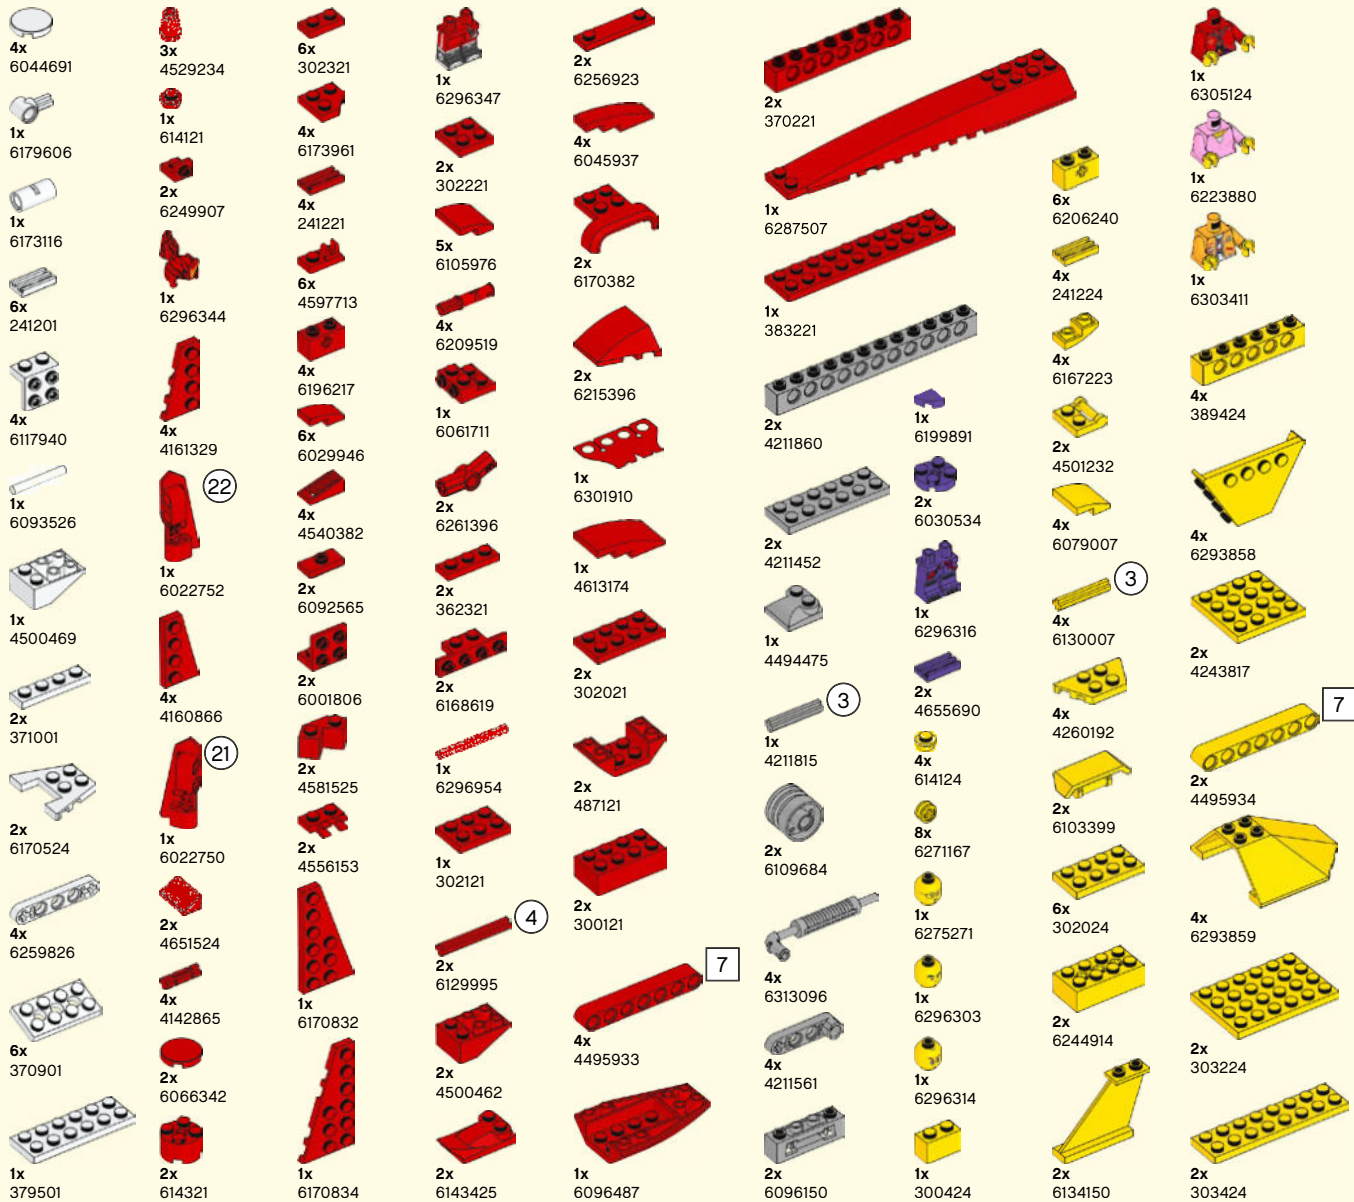 4x
6044691
1x
6179606
1x
6173116
6x
241201
4x
6117940
1x
6093526
1x
4500469
2x
371001
2x
6170524
4x
6259826
6x
370901
1x
379501
3x
4529234
1x
614121
2x
6249907
1x
6296344
4x
4161329
22
1x
6022752
4x
4160866
21
1x
6022750
2x
4651524
4x
4142865
2x
6066342
2x
614321
6x
302321
4x
6173961
4x
241221
6x
4597713
4x
6196217
6x
6029946
4x
4540382
2x
6092565
2x
6001806
2x
4581525
2x
4556153
1x
6170832
1x
6170834
1x
6296347
2x
302221
5x
6105976
4x
6209519
1x
6061711
2x
6261396
2x
362321
2x
6168619
1x
6296954
1x
302121
4
2x
6129995
2x
4500462
2x
6143425
2x
6256923
4x
6045937
2x
6170382
2x
6215396
1x
6301910
1x
4613174
2x
302021
2x
487121
2x
300121
7
4x
4495933
1x
6096487
2x
370221
1x
6287507
1x
383221
2x
4211860
2x
4211452
1x
4494475
3
1x
4211815
2x
6109684
4x
6313096
4x
4211561
2x
6096150
1x
6199891
2x
6030534
1x
6296316
2x
4655690
4x
614124
8x
6271167
1x
6275271
1x
6296303
1x
6296314
1x
300424
6x
6206240
4x
241224
4x
6167223
2x
4501232
4x
6079007
3
4x
6130007
4x
4260192
2x
6103399
6x
302024
2x
6244914
2x
6134150
1x
6305124
1x
6223880
1x
6303411
4x
389424
4x
6293858
2x
4243817
7
2x
4495934
4x
6293859
2x
303224
2x
303424